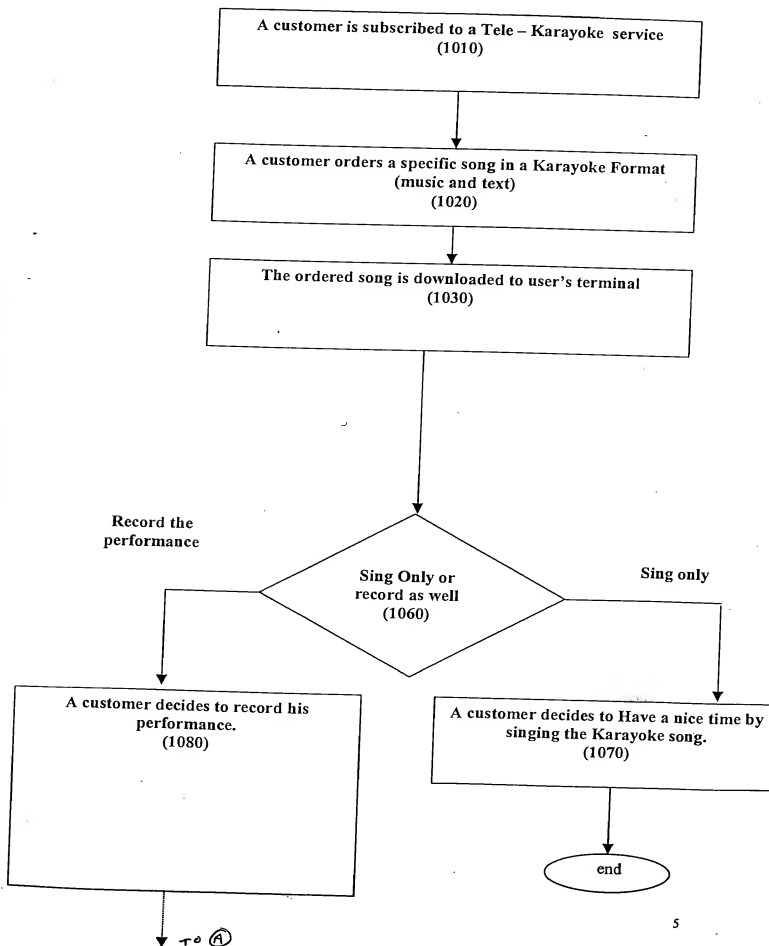 A customer is subscribed to a Tele – Karayoke service
(1010)
A customer orders a specific song in a Karayoke Format
(music and text)
(1020)
The ordered song is downloaded to user's terminal
(1030)
Record the
performance
Sing Only or
record as well
(1060)
Sing only
A customer decides to record his
performance.
(1080)
A customer decides to Have a nice time by
singing the Karayoke song.
(1070)
end
5
TO A